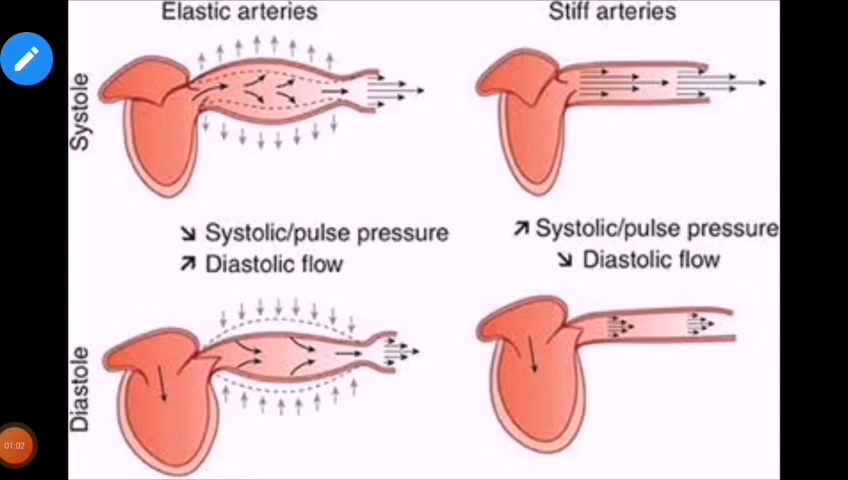 Elastic arteries
Stiff arteries
Systole
↘ Systolic/pulse pressure
↗ Diastolic flow
↗ Systolic/pulse pressure
↘ Diastolic flow
Diastole
01:02